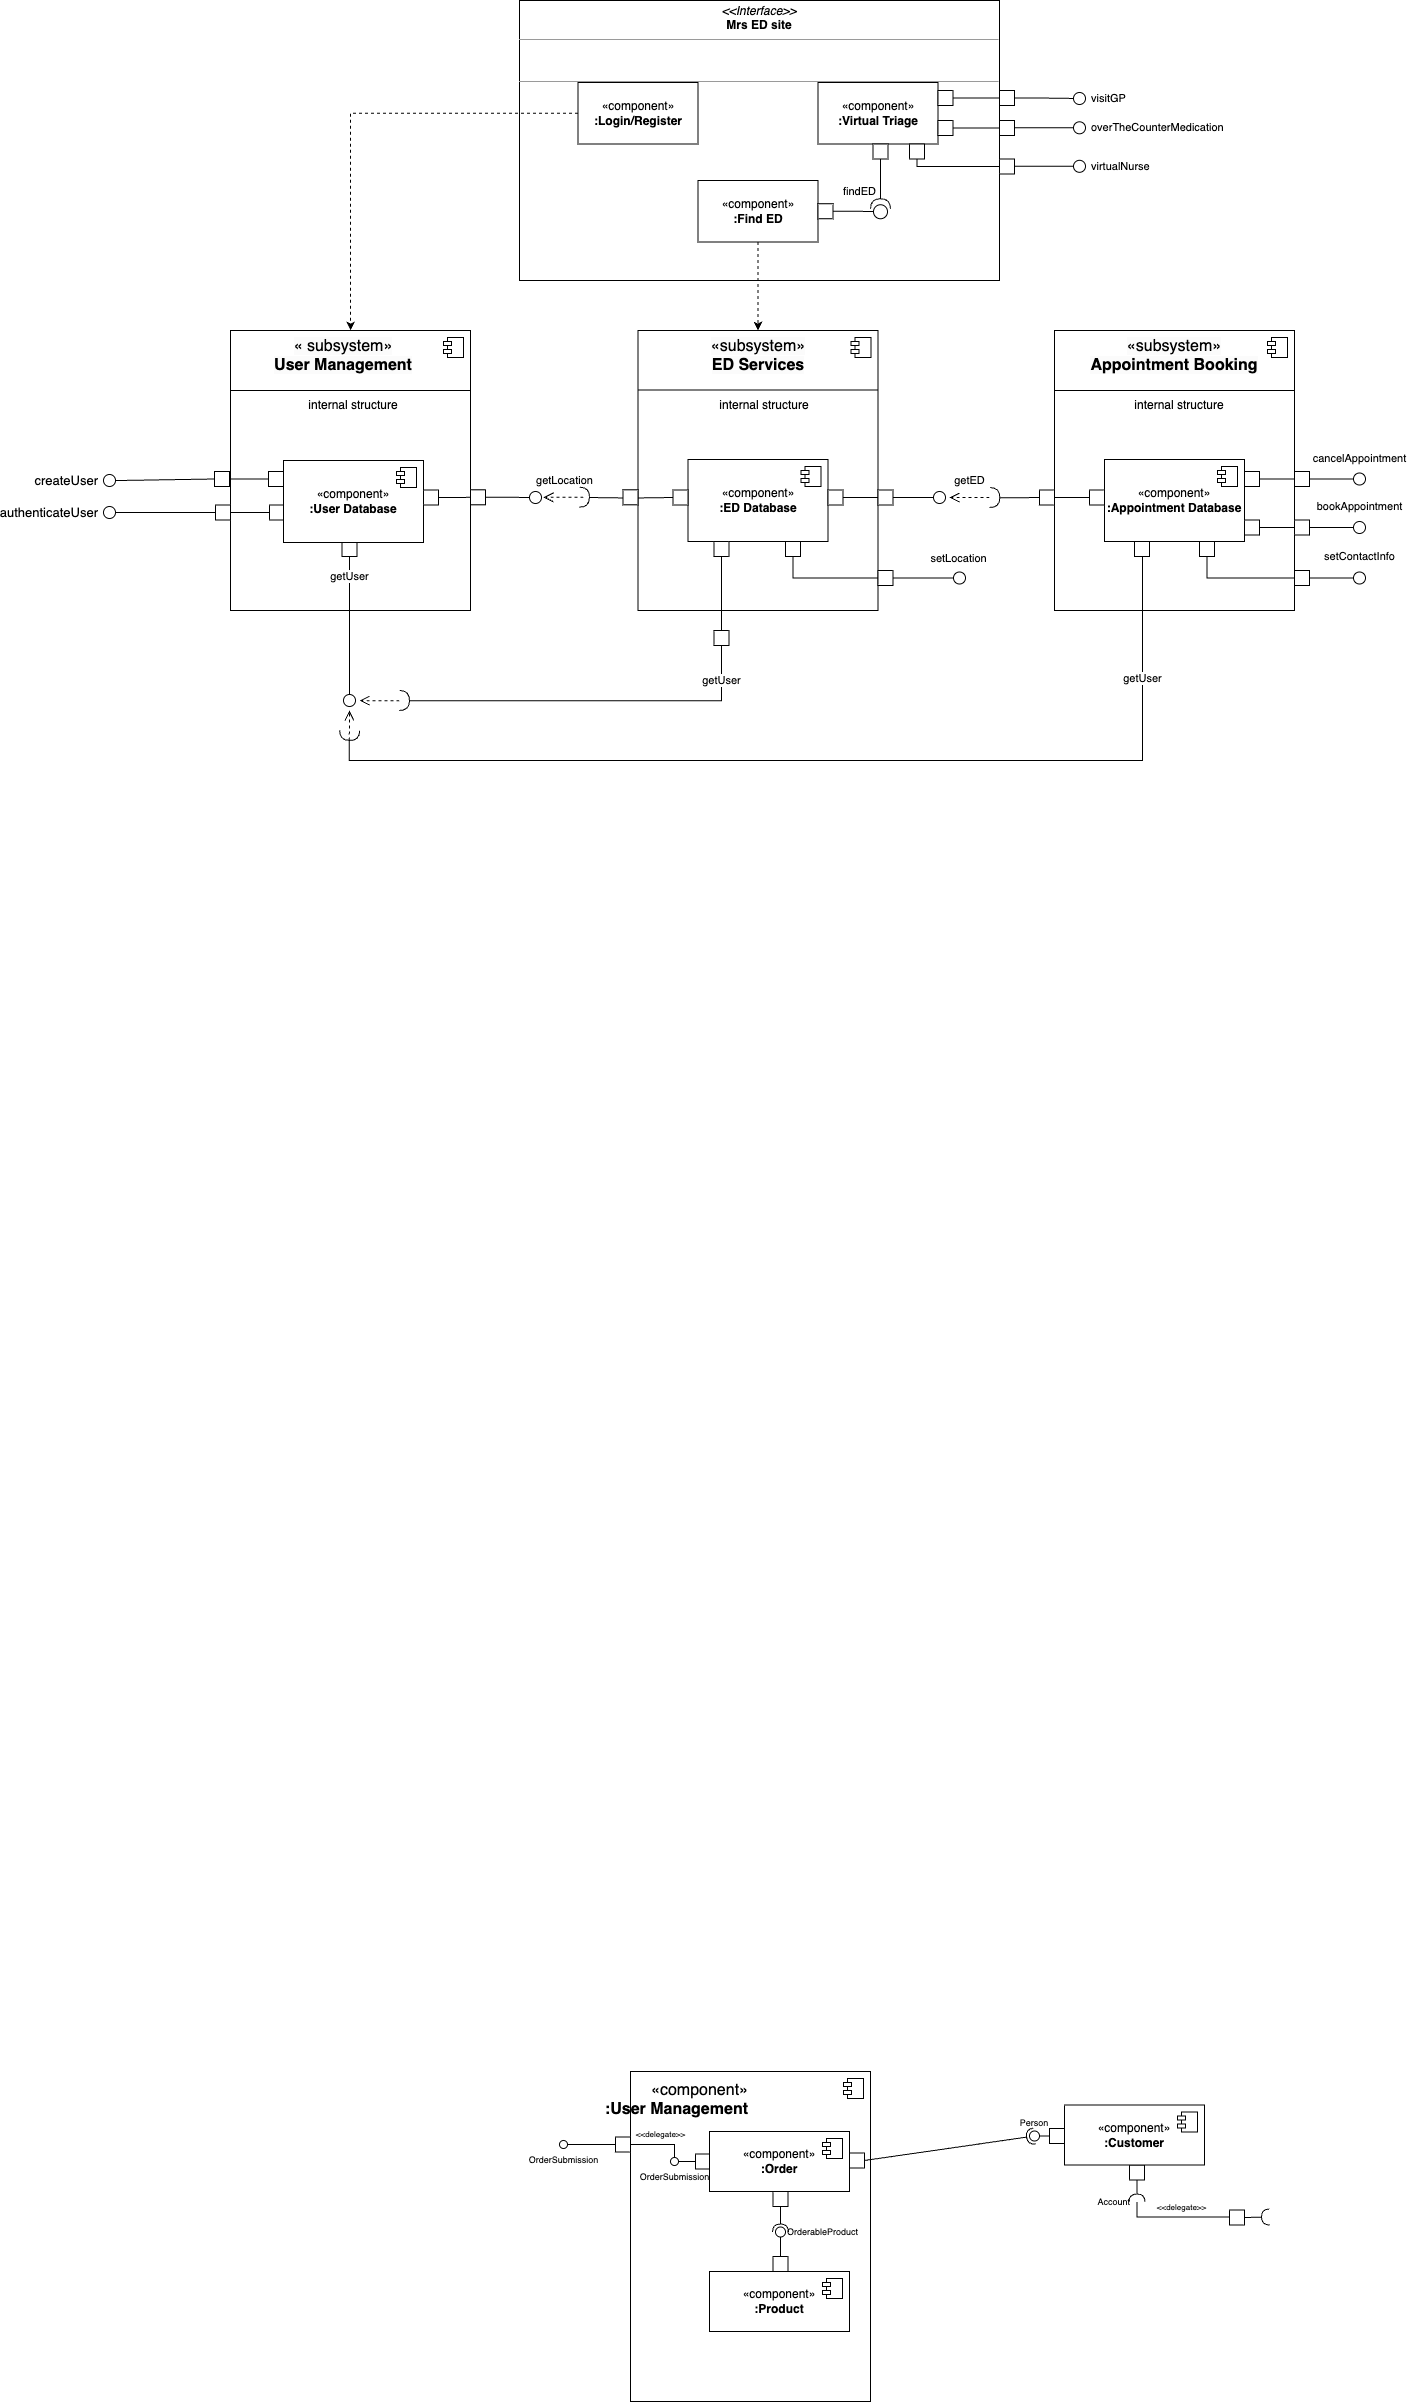 <<Interface>>
Mrs ED site
«component»
:Login/Register
«component»
:Virtual Triage
visitGP
overTheCounterMedication
virtualNurse
findED
«component»
:Find ED
« subsystem»
User Management
internal structure
createUser
authenticateUser
«component»
:User Database
getUser
getLocation
«subsystem»
ED Services
internal structure
«component»
:ED Database
setLocation
getUser
getED
«subsystem»
Appointment Booking
internal structure
«component»
:Appointment Database
cancelAppointment
bookAppointment
setContactInfo
getUser
«component»
:User Management
OrderSubmission
<<delegate>>
OrderSubmission
«component»
:Order
OrderableProduct
«component»
:Product
Person
«component»
:Customer
Account
<<delegate>>